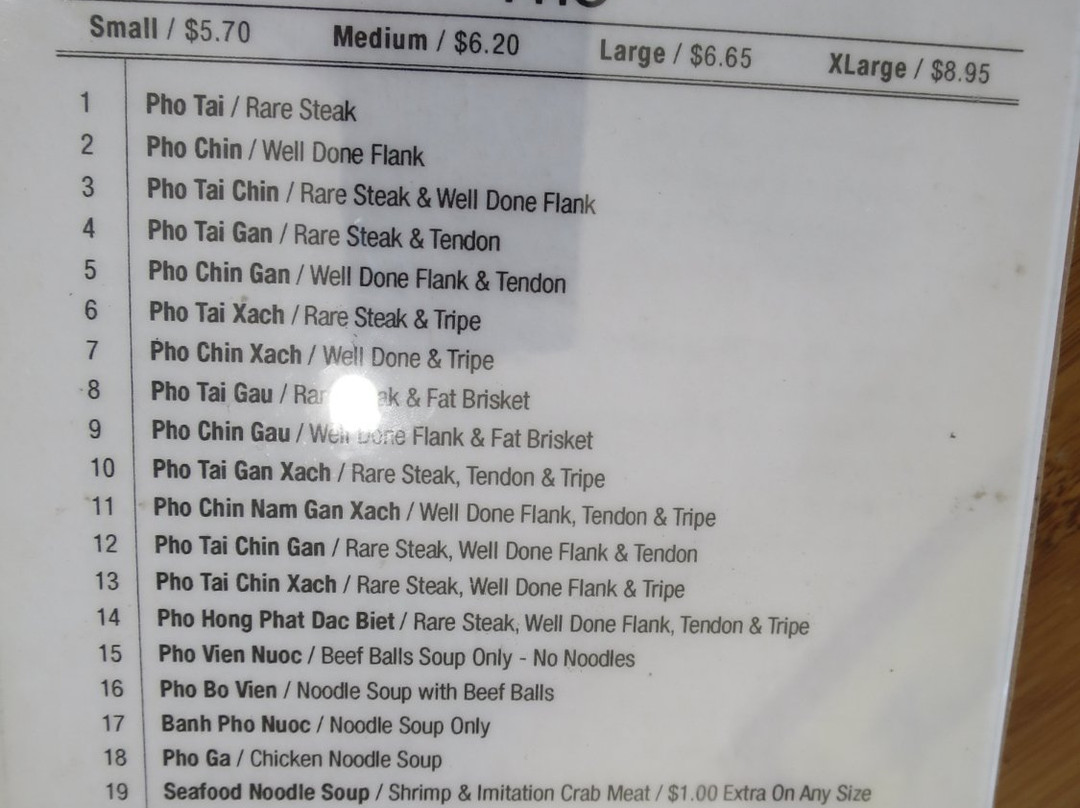 Small / $5.70 Medium / $6.20 Large / $6.65 XLarge / $8.95
1 Pho Tai / Rare Steak
2 Pho Chin / Well Done Flank
3 Pho Tai Chin / Rare Steak & Well Done Flank
4 Pho Tai Gan / Rare Steak & Tendon
5 Pho Chin Gan / Well Done Flank & Tendon
6 Pho Tai Xach / Rare Steak & Tripe
7 Pho Chin Xach / Well Done & Tripe
8 Pho Tai Gau / Rare Steak & Fat Brisket
9 Pho Chin Gau / Well Done Flank & Fat Brisket
10 Pho Tai Gan Xach / Rare Steak, Tendon & Tripe
11 Pho Chin Nam Gan Xach / Well Done Flank, Tendon & Tripe
12 Pho Tai Chin Gan / Rare Steak, Well Done Flank & Tendon
13 Pho Tai Chin Xach / Rare Steak, Well Done Flank & Tripe
14 Pho Hong Phat Dac Biet / Rare Steak, Well Done Flank, Tendon & Tripe
15 Pho Vien Nuoc / Beef Balls Soup Only - No Noodles
16 Pho Bo Vien / Noodle Soup with Beef Balls
17 Banh Pho Nuoc / Noodle Soup Only
18 Pho Ga / Chicken Noodle Soup
19 Seafood Noodle Soup / Shrimp & Imitation Crab Meat / $1.00 Extra On Any Size